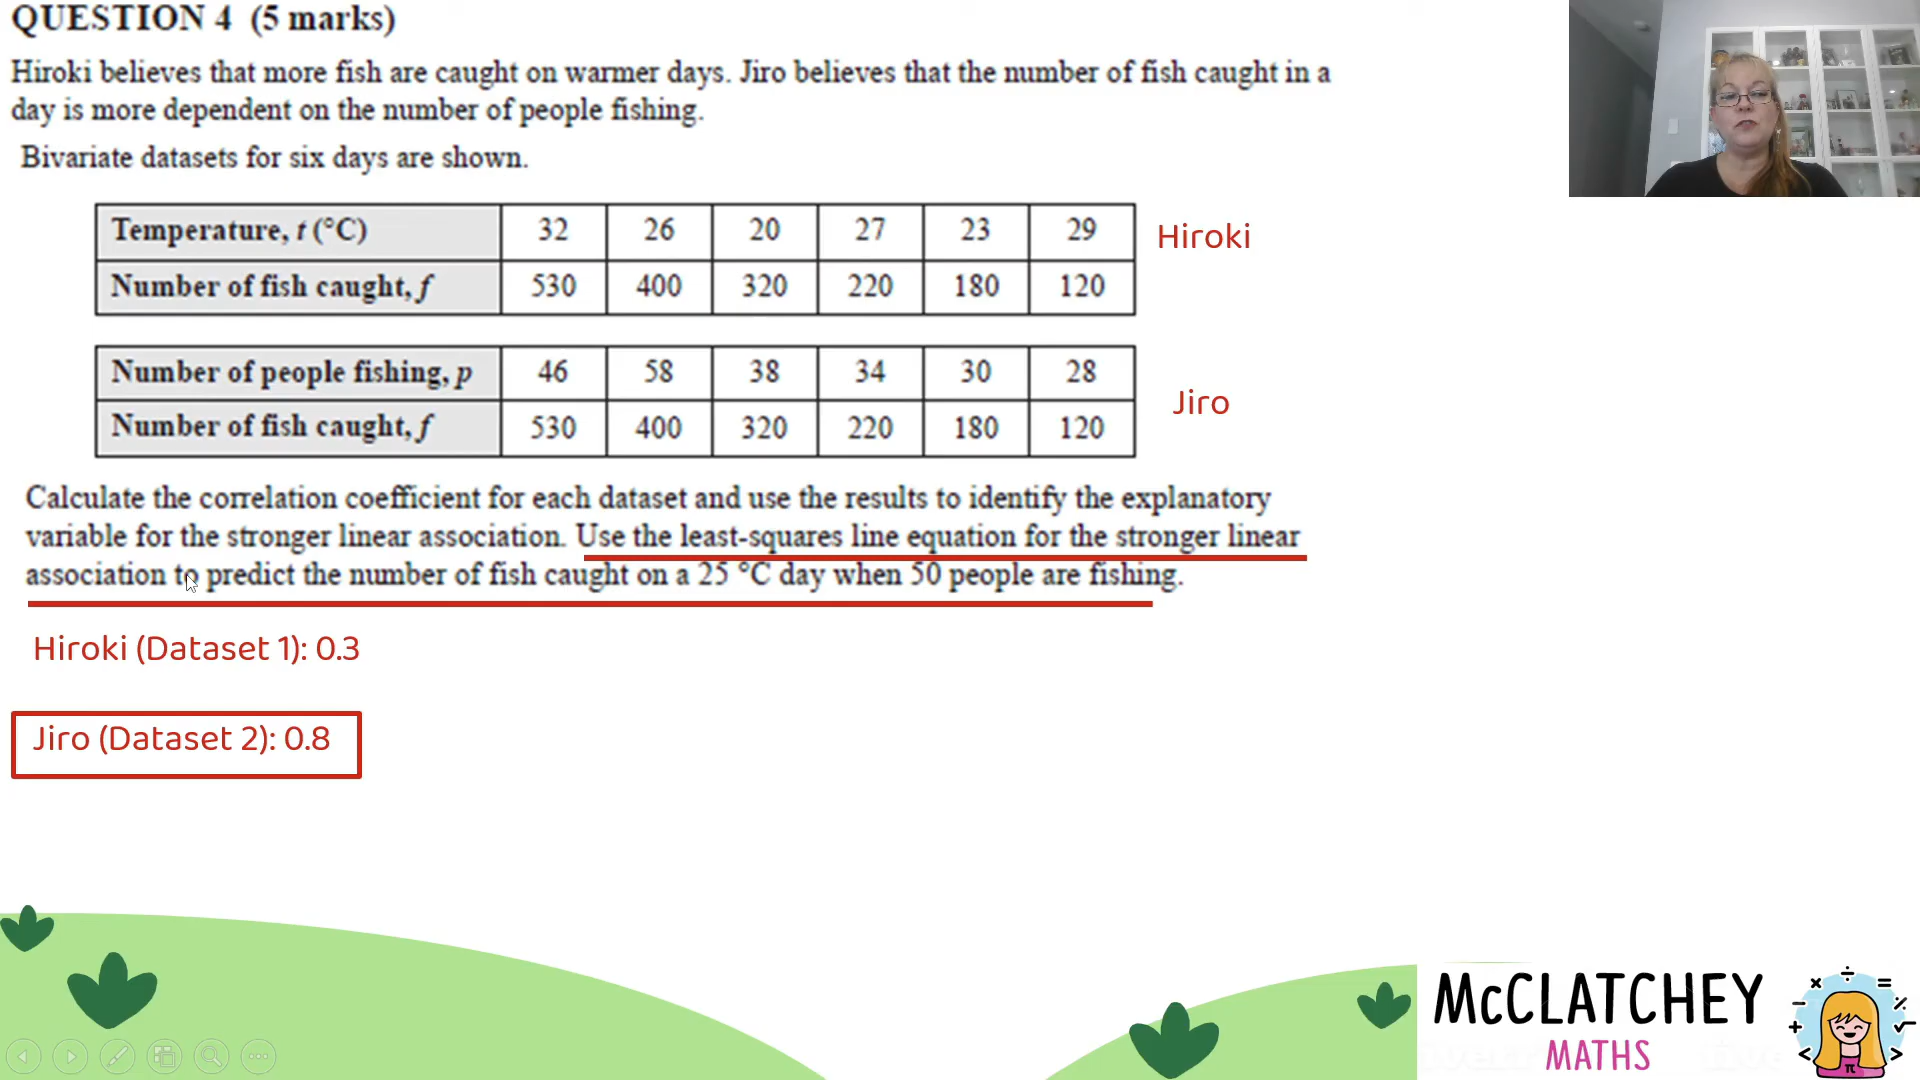 QUESTION 4 (5 marks)
Hiroki believes that more fish are caught on warmer days. Jiro believes that the number of fish caught in a
day is more dependent on the number of people fishing.
Bivariate datasets for six days are shown.
Temperature, t (°C) 32 26 20 27 23 29
Hiroki
Number of fish caught, f 530 400 320 220 180 120
Number of people fishing, p 46 58 38 34 30 28
Jiro
Number of fish caught, f 530 400 320 220 180 120
Calculate the correlation coefficient for each dataset and use the results to identify the explanatory
variable for the stronger linear association. Use the least-squares line equation for the stronger linear
association to predict the number of fish caught on a 25 °C day when 50 people are fishing.
Hiroki (Dataset 1): 0.3
Jiro (Dataset 2): 0.8
McCLATCHEY
MATHS